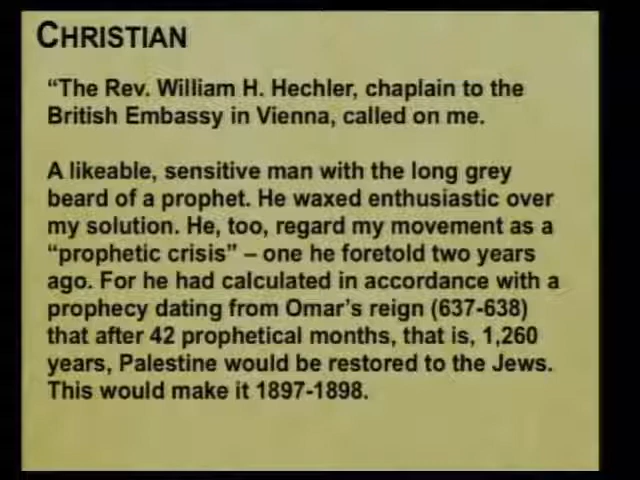 CHRISTIAN
“The Rev. William H. Hechler, chaplain to the
British Embassy in Vienna, called on me.
A likeable, sensitive man with the long grey
beard of a prophet. He waxed enthusiastic over
my solution. He, too, regard my movement as a
“prophetic crisis” – one he foretold two years
ago. For he had calculated in accordance with a
prophecy dating from Omar’s reign (637-638)
that after 42 prophetical months, that is, 1,260
years, Palestine would be restored to the Jews.
This would make it 1897-1898.